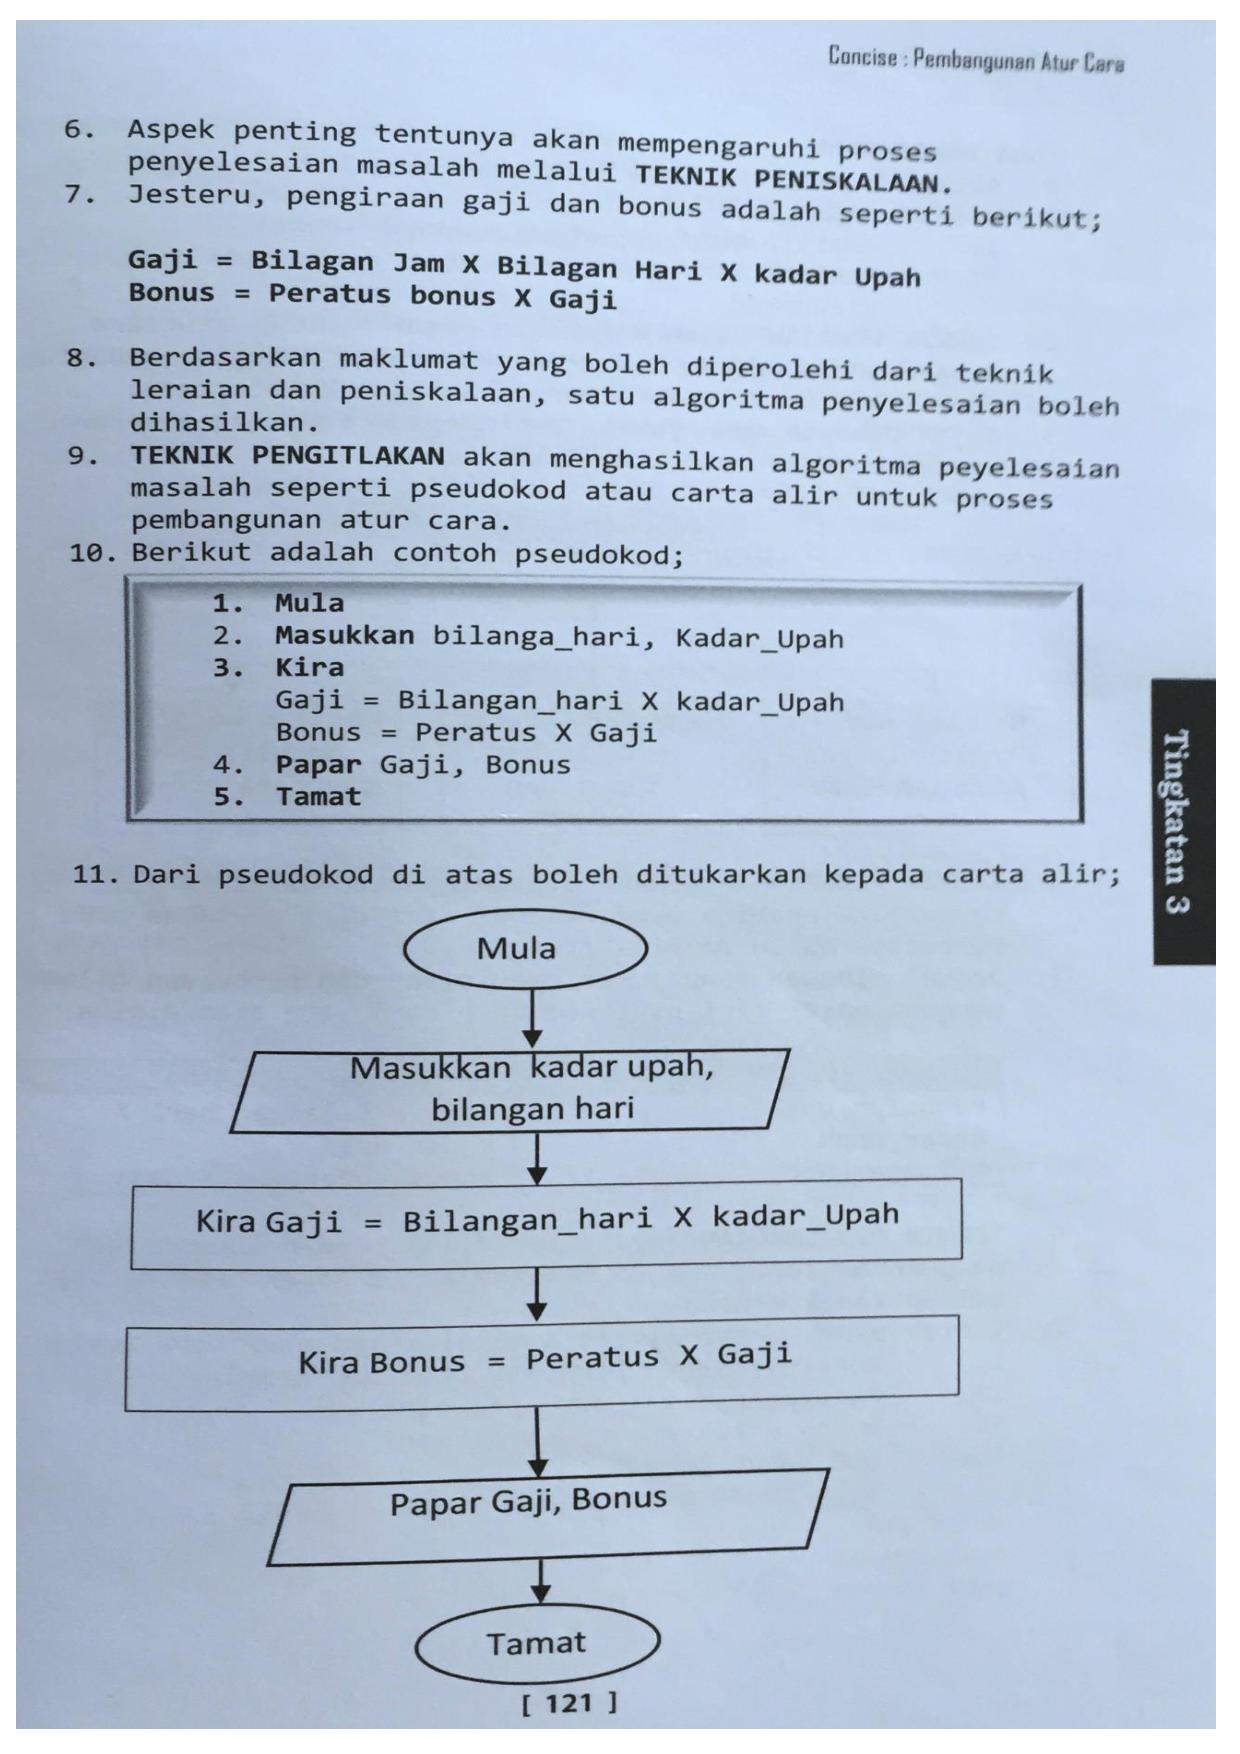 Concise : Pembangunan Atur Cara
6. Aspek penting tentunya akan mempengaruhi proses
penyelesaian masalah melalui TEKNIK PENISKALAAN.
7. Jesteru, pengiraan gaji dan bonus adalah seperti berikut;
Gaji = Bilagan Jam X Bilagan Hari X kadar Upah
Bonus = Peratus bonus X Gaji
8. Berdasarkan maklumat yang boleh diperolehi dari teknik
leraian dan peniskalaan, satu algoritma penyelesaian boleh
dihasilkan.
9. TEKNIK PENGITLAKAN akan menghasilkan algoritma peyelesaian
masalah seperti pseudokod atau carta alir untuk proses
pembangunan atur cara.
10. Berikut adalah contoh pseudokod;
1. Mula
2. Masukkan bilanga_hari, Kadar_Upah
3. Kira
Gaji = Bilangan_hari X kadar_Upah
Bonus = Peratus X Gaji
4. Papar Gaji, Bonus
5. Tamat
Tingkatan 3
11. Dari pseudokod di atas boleh ditukarkan kepada carta alir;
Mula
Masukkan kadar upah,
bilangan hari
Kira Gaji = Bilangan_hari X kadar_Upah
Kira Bonus = Peratus X Gaji
Papar Gaji, Bonus
Tamat
[ 121 ]